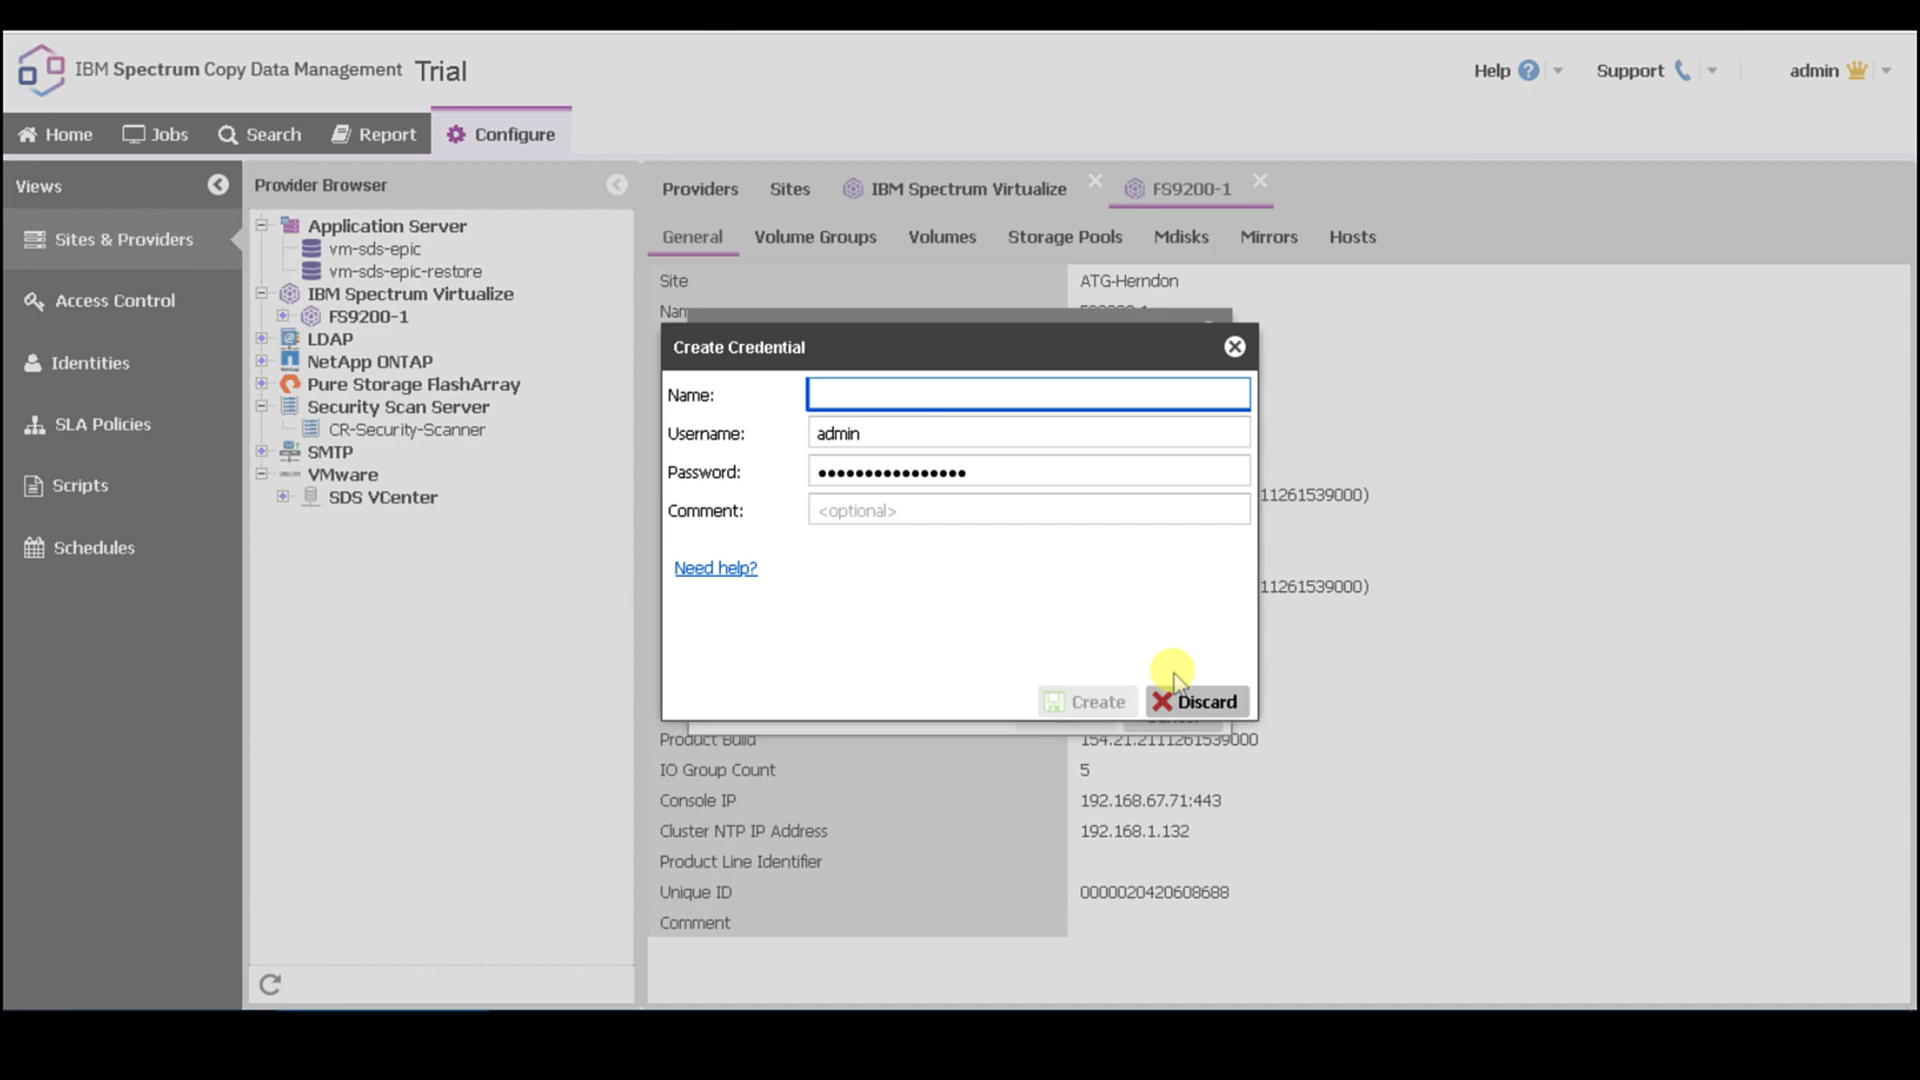 IBM Spectrum Copy Data Management Trial
Help ?
Support
admin
Home
Jobs
Search
Report
Configure
Views
Sites & Providers
Access Control
Identities
SLA Policies
Scripts
Schedules
Provider Browser
Application Server
vm-sds-epic
vm-sds-epic-restore
IBM Spectrum Virtualize
FS9200-1
LDAP
NetApp ONTAP
Pure Storage FlashArray
Security Scan Server
CR-Security-Scanner
SMTP
VMware
SDS VCenter
Providers
Sites
IBM Spectrum Virtualize
FS9200-1
General
Volume Groups
Volumes
Storage Pools
Mdisks
Mirrors
Hosts
Site
ATG-Herndon
Create Credential
Name:
Username:
admin
Password:
••••••••••••••••
Comment:
<optional>
Need help?
Create
Discard
11261539000)
11261539000)
Product Build
154.21.2111261539000
IO Group Count
5
Console IP
192.168.67.71:443
Cluster NTP IP Address
192.168.1.132
Product Line Identifier
Unique ID
0000020420608688
Comment